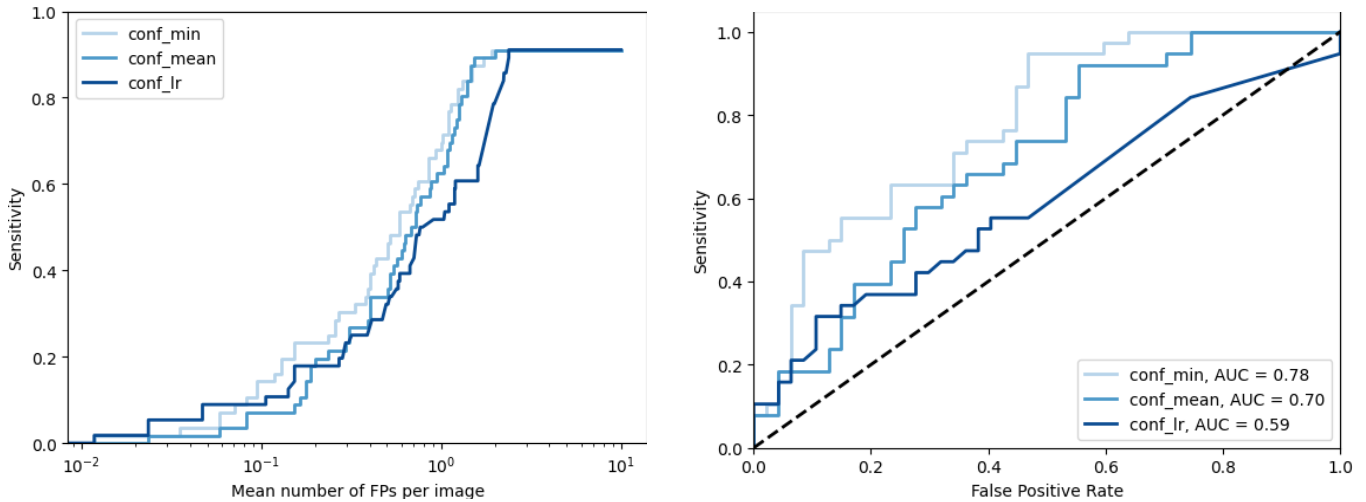 1.0
0.8
0.6
0.4
0.2
0.0
Sensitivity
conf_min
conf_mean
conf_lr
10⁻² 10⁻¹ 10⁰ 10¹
Mean number of FPs per image
1.0
0.8
0.6
0.4
0.2
0.0
Sensitivity
conf_min, AUC = 0.78
conf_mean, AUC = 0.70
conf_lr, AUC = 0.59
0.0 0.2 0.4 0.6 0.8 1.0
False Positive Rate